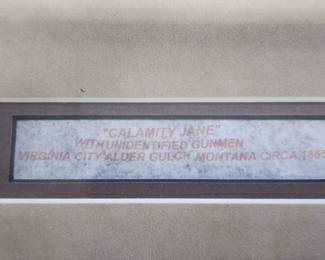 "CALAMITY JANE"
WITH UNIDENTIFIED GUNMEN
VIRGINIA CITY ALDER GULCH MONTANA CIRCA